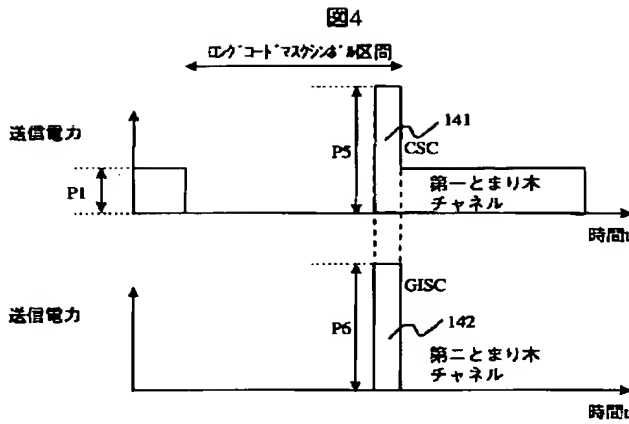 図4
ロングコードマスクシンボル区間
送信電力
141
P5
CSC
P1
第一とまり木
チャネル
時間t
GISC
送信電力
P6
142
第二とまり木
チャネル
時間t